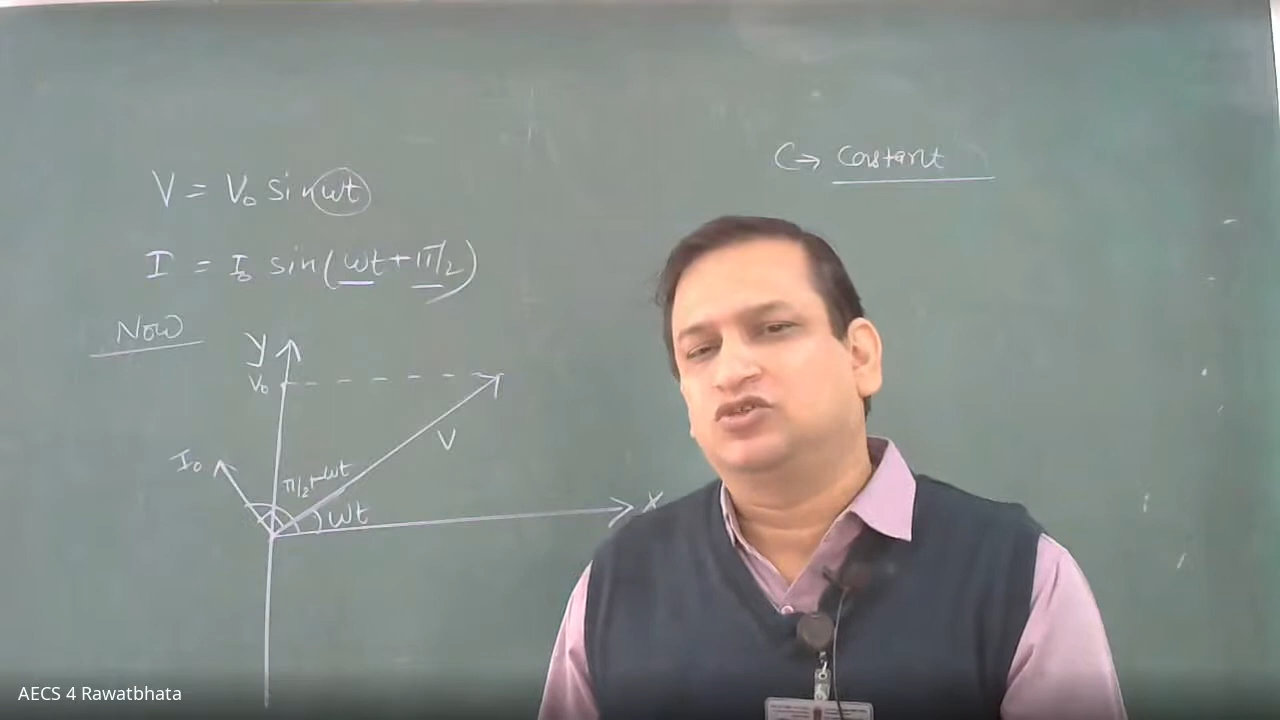 V = V₀ sin ωt
I = I₀ sin(ωt+π/2)
Now
C → Constant
y
V₀
V
I₀
π/2+ωt
ωt
x
AECS 4 Rawatbhata